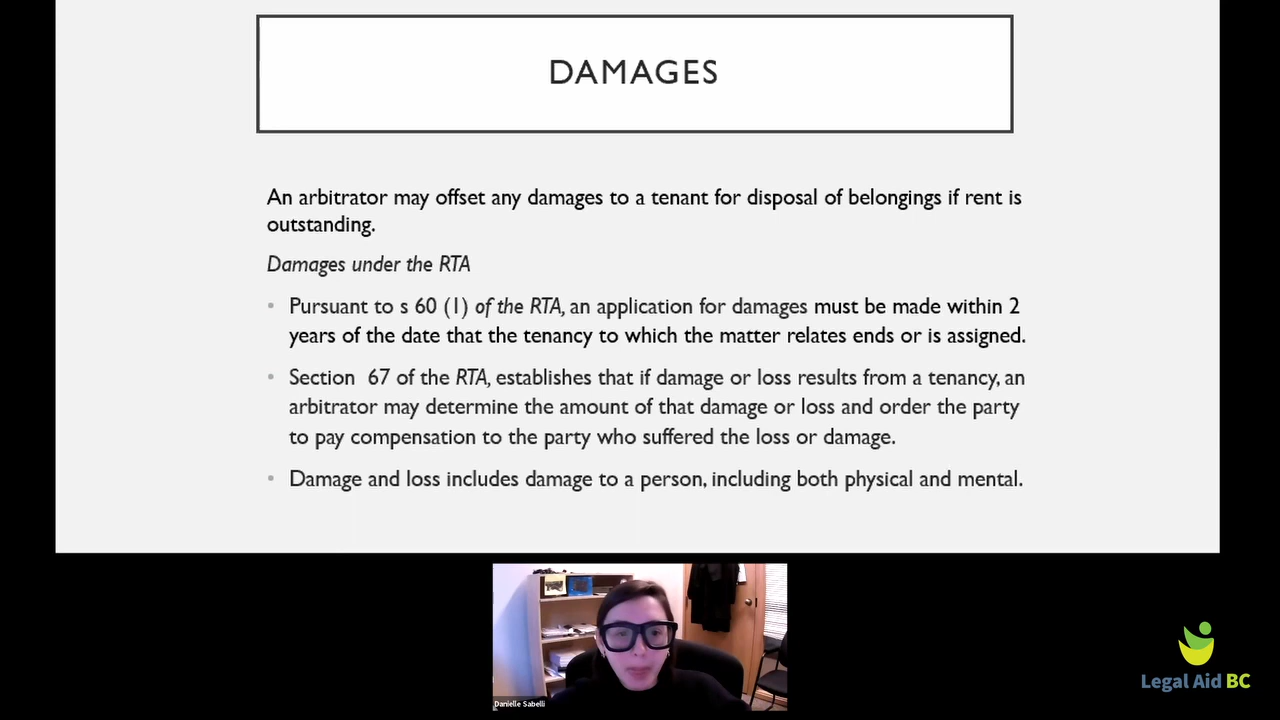 DAMAGES
An arbitrator may offset any damages to a tenant for disposal of belongings if rent is
outstanding.
Damages under the RTA
• Pursuant to s 60 (1) of the RTA, an application for damages must be made within 2
years of the date that the tenancy to which the matter relates ends or is assigned.
• Section 67 of the RTA, establishes that if damage or loss results from a tenancy, an
arbitrator may determine the amount of that damage or loss and order the party
to pay compensation to the party who suffered the loss or damage.
• Damage and loss includes damage to a person, including both physical and mental.
Danielle Sabelli
Legal Aid BC